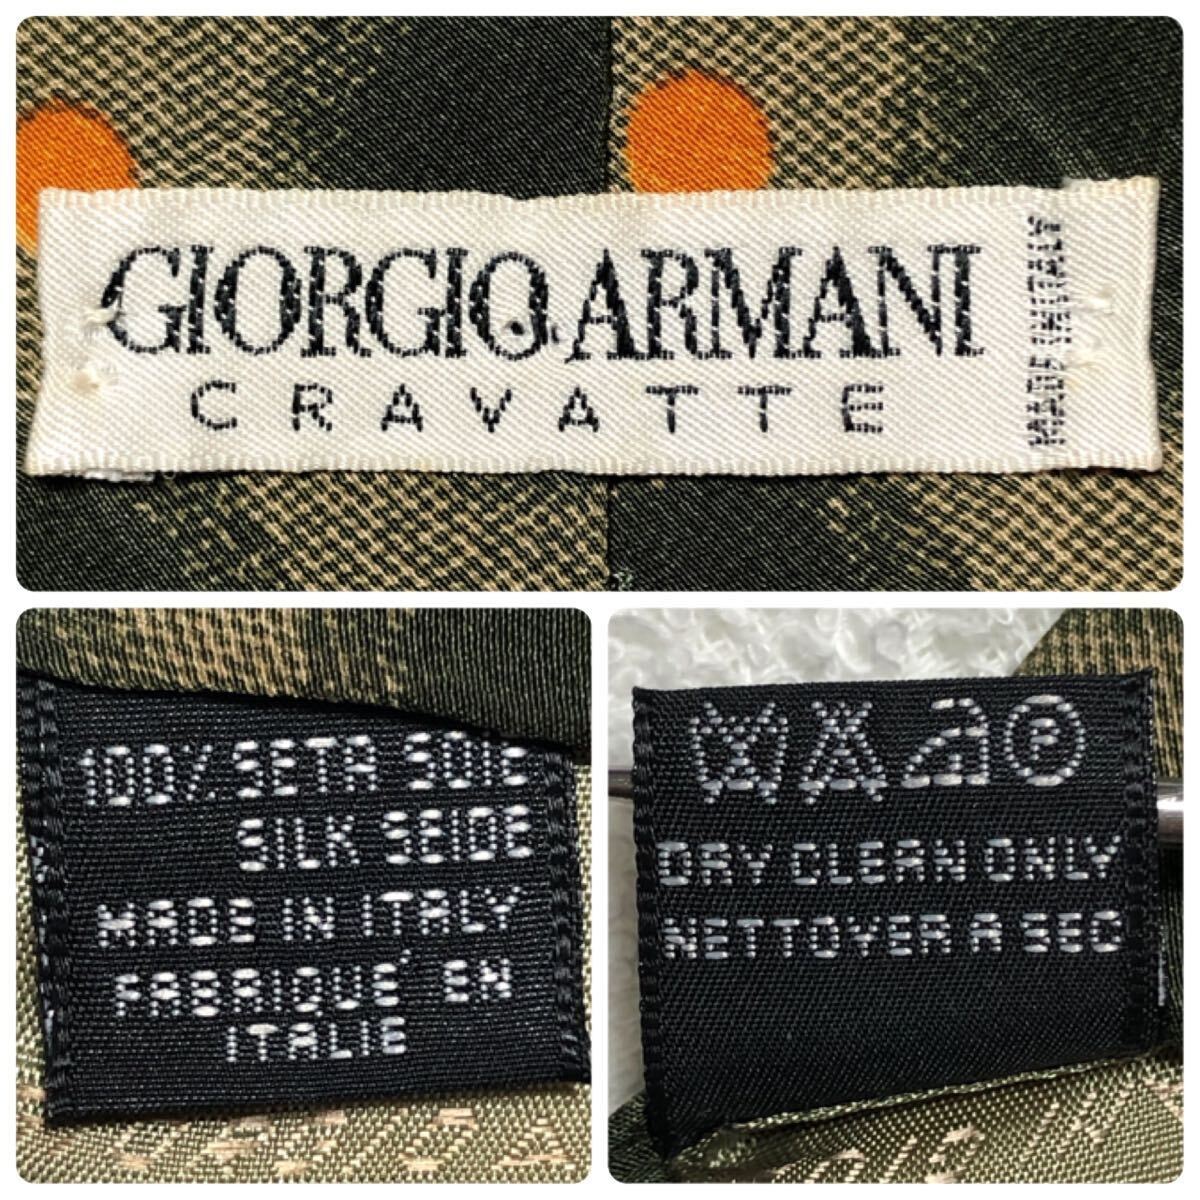 GIORGIO ARMANI
CRAVATTE
MADE IN ITALY
100% SETA SOIE
SILK SEIDE
MADE IN ITALY
FABRIQUE' EN
ITALIE
P
DRY CLEAN ONLY
NETTOYER A SEC